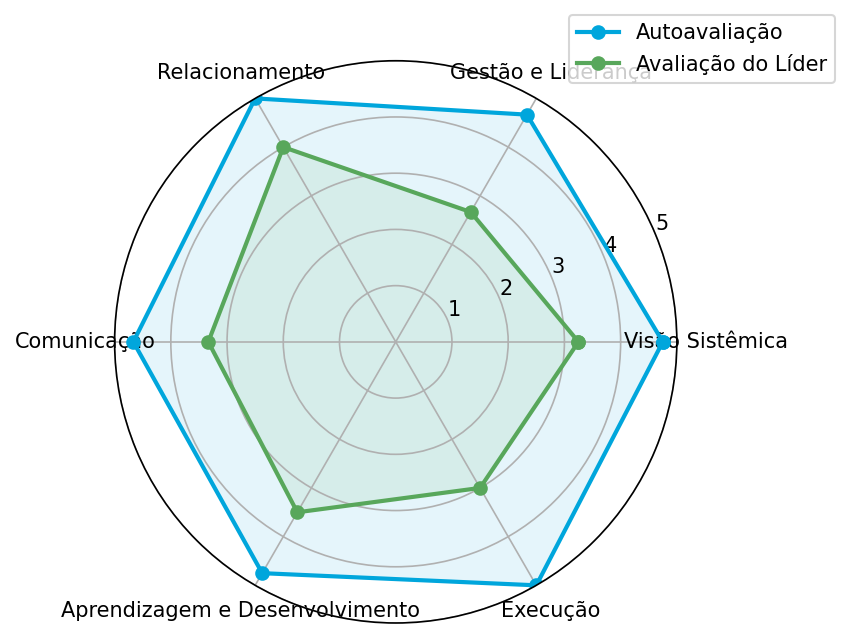 Autoavaliação
Avaliação do Líder
Relacionamento
Gestão e Liderança
5
4
3
2
1
Comunicação
Visão Sistêmica
Aprendizagem e Desenvolvimento
Execução